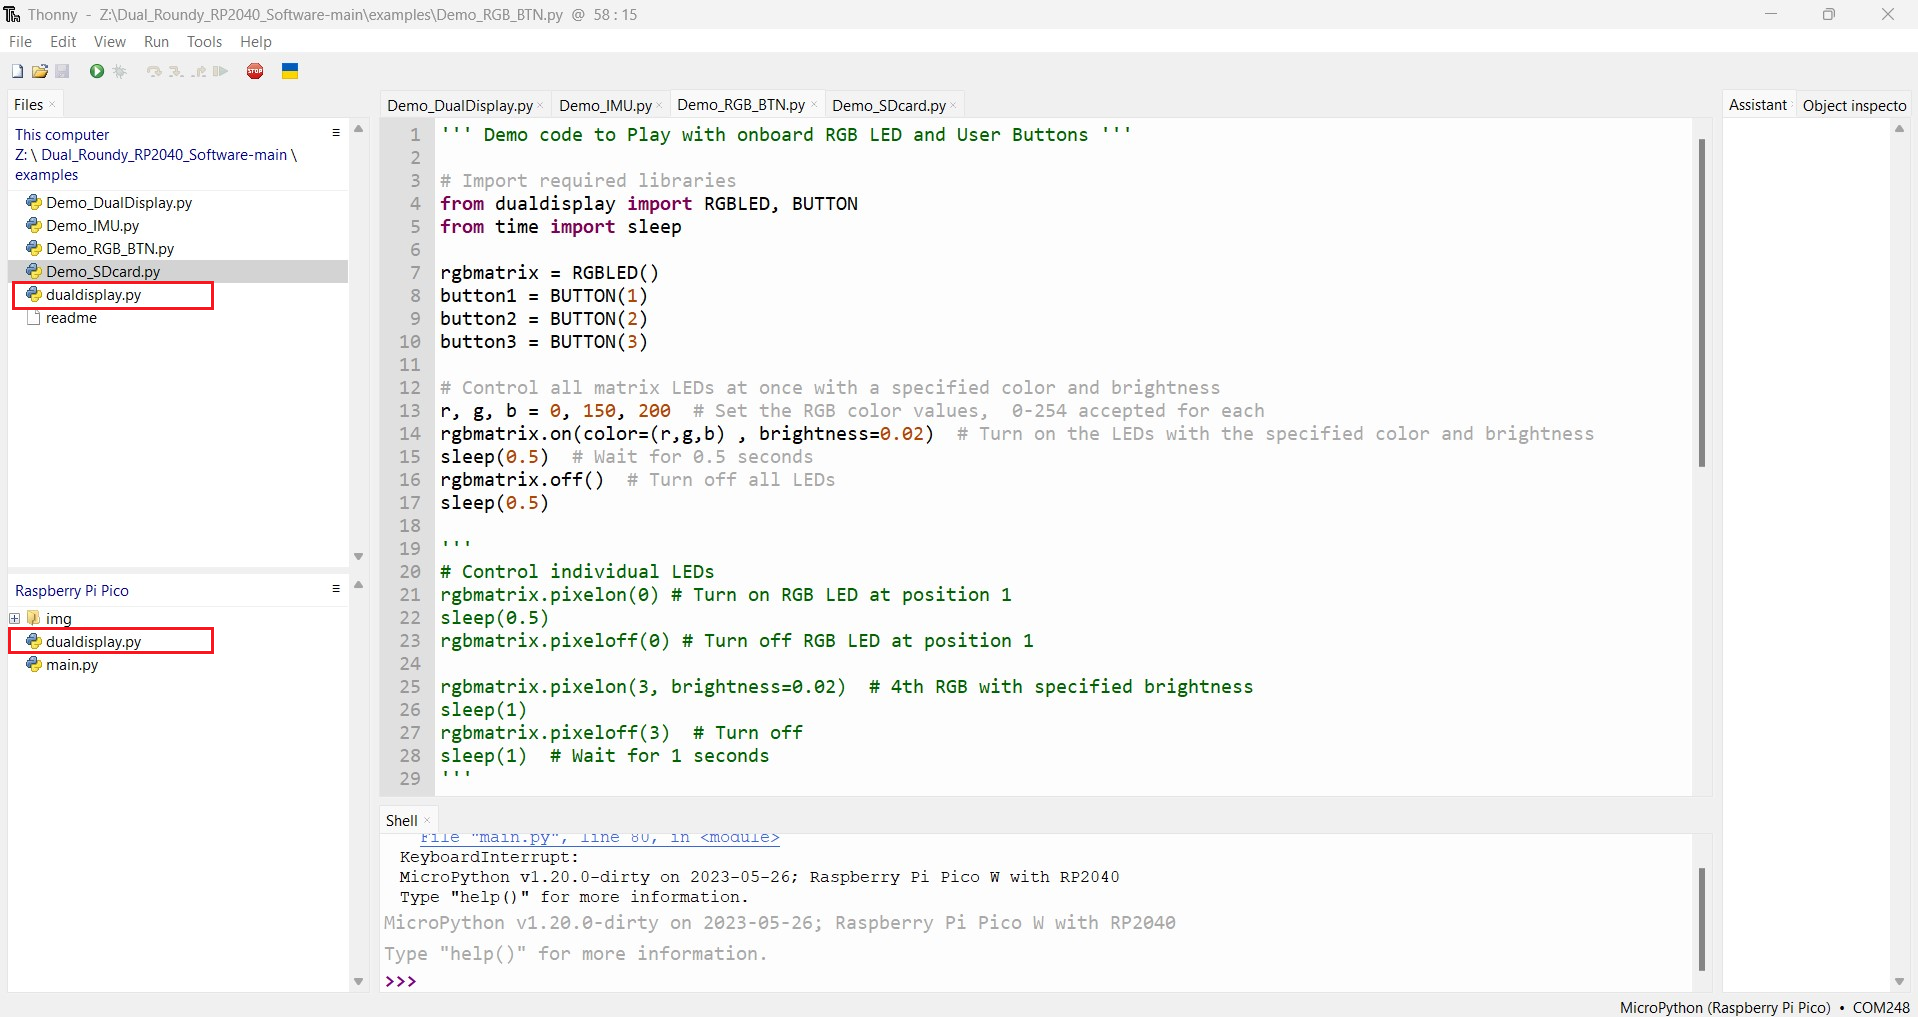 Thonny - Z:\Dual_Roundy_RP2040_Software-main\examples\Demo_RGB_BTN.py @ 58 : 15
File Edit View Run Tools Help
STOP
Files
This computer
Z: \ Dual_Roundy_RP2040_Software-main \
examples
Demo_DualDisplay.py
Demo_IMU.py
Demo_RGB_BTN.py
Demo_SDcard.py
dualdisplay.py
readme
Raspberry Pi Pico
img
dualdisplay.py
main.py
Demo_DualDisplay.py Demo_IMU.py Demo_RGB_BTN.py Demo_SDcard.py
1 ''' Demo code to Play with onboard RGB LED and User Buttons '''
2
3 # Import required libraries
4 from dualdisplay import RGBLED, BUTTON
5 from time import sleep
6
7 rgbmatrix = RGBLED()
8 button1 = BUTTON(1)
9 button2 = BUTTON(2)
10 button3 = BUTTON(3)
11
12 # Control all matrix LEDs at once with a specified color and brightness
13 r, g, b = 0, 150, 200 # Set the RGB color values, 0-254 accepted for each
14 rgbmatrix.on(color=(r,g,b) , brightness=0.02) # Turn on the LEDs with the specified color and brightness
15 sleep(0.5) # Wait for 0.5 seconds
16 rgbmatrix.off() # Turn off all LEDs
17 sleep(0.5)
18
19 '''
20 # Control individual LEDs
21 rgbmatrix.pixelon(0) # Turn on RGB LED at position 1
22 sleep(0.5)
23 rgbmatrix.pixeloff(0) # Turn off RGB LED at position 1
24
25 rgbmatrix.pixelon(3, brightness=0.02) # 4th RGB with specified brightness
26 sleep(1)
27 rgbmatrix.pixeloff(3) # Turn off
28 sleep(1) # Wait for 1 seconds
29 '''
Shell
File "main.py", line 80, in <module>
KeyboardInterrupt:
MicroPython v1.20.0-dirty on 2023-05-26; Raspberry Pi Pico W with RP2040
Type "help()" for more information.
MicroPython v1.20.0-dirty on 2023-05-26; Raspberry Pi Pico W with RP2040
Type "help()" for more information.
>>>
Assistant Object inspecto
MicroPython (Raspberry Pi Pico) • COM248